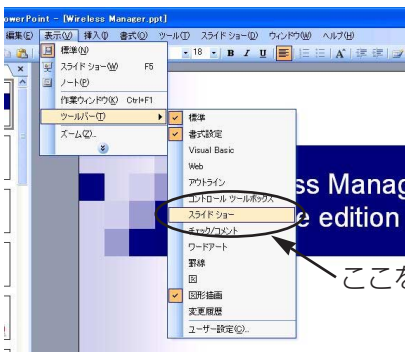 owerPoint - [Wireless Manager.ppt]
編集(E) 表示(V) 挿入(I) 書式(O) ツール(T) スライド ショー(D) ウィンドウ(W) ヘルプ(H)
18 B I U
標準(N)
スライド ショー(W) F5
ノート(P)
作業ウィンドウ(K) Ctrl+F1
ツールバー(T)
ズーム(Z)...
標準
書式設定
Visual Basic
Web
アウトライン
コントロール ツールボックス
スライド ショー
チェック/コメント
ワードアート
罫線
図
図形描画
変更履歴
ユーザー設定(C)...
ss Manag
e edition
ここを